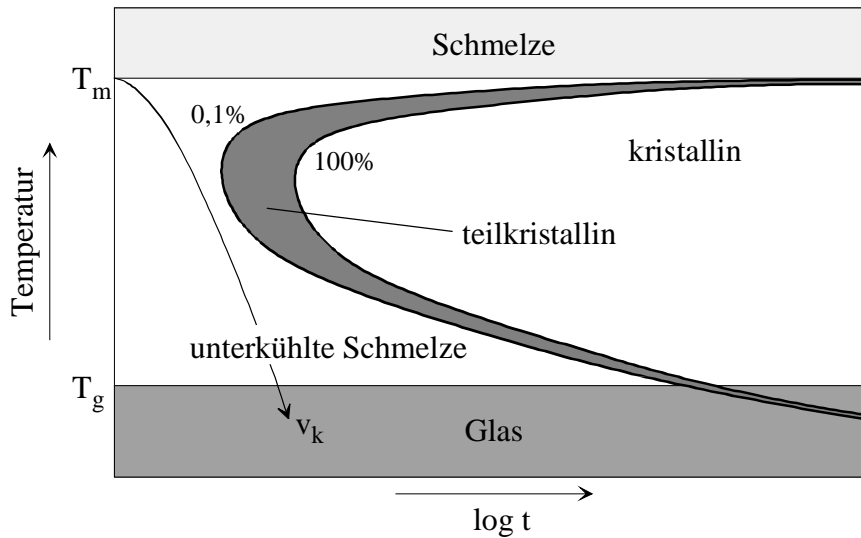 Schmelze
T_m
0,1%
100%
kristallin
teilkristallin
Temperatur
unterkühlte Schmelze
T_g
v_k
Glas
log t